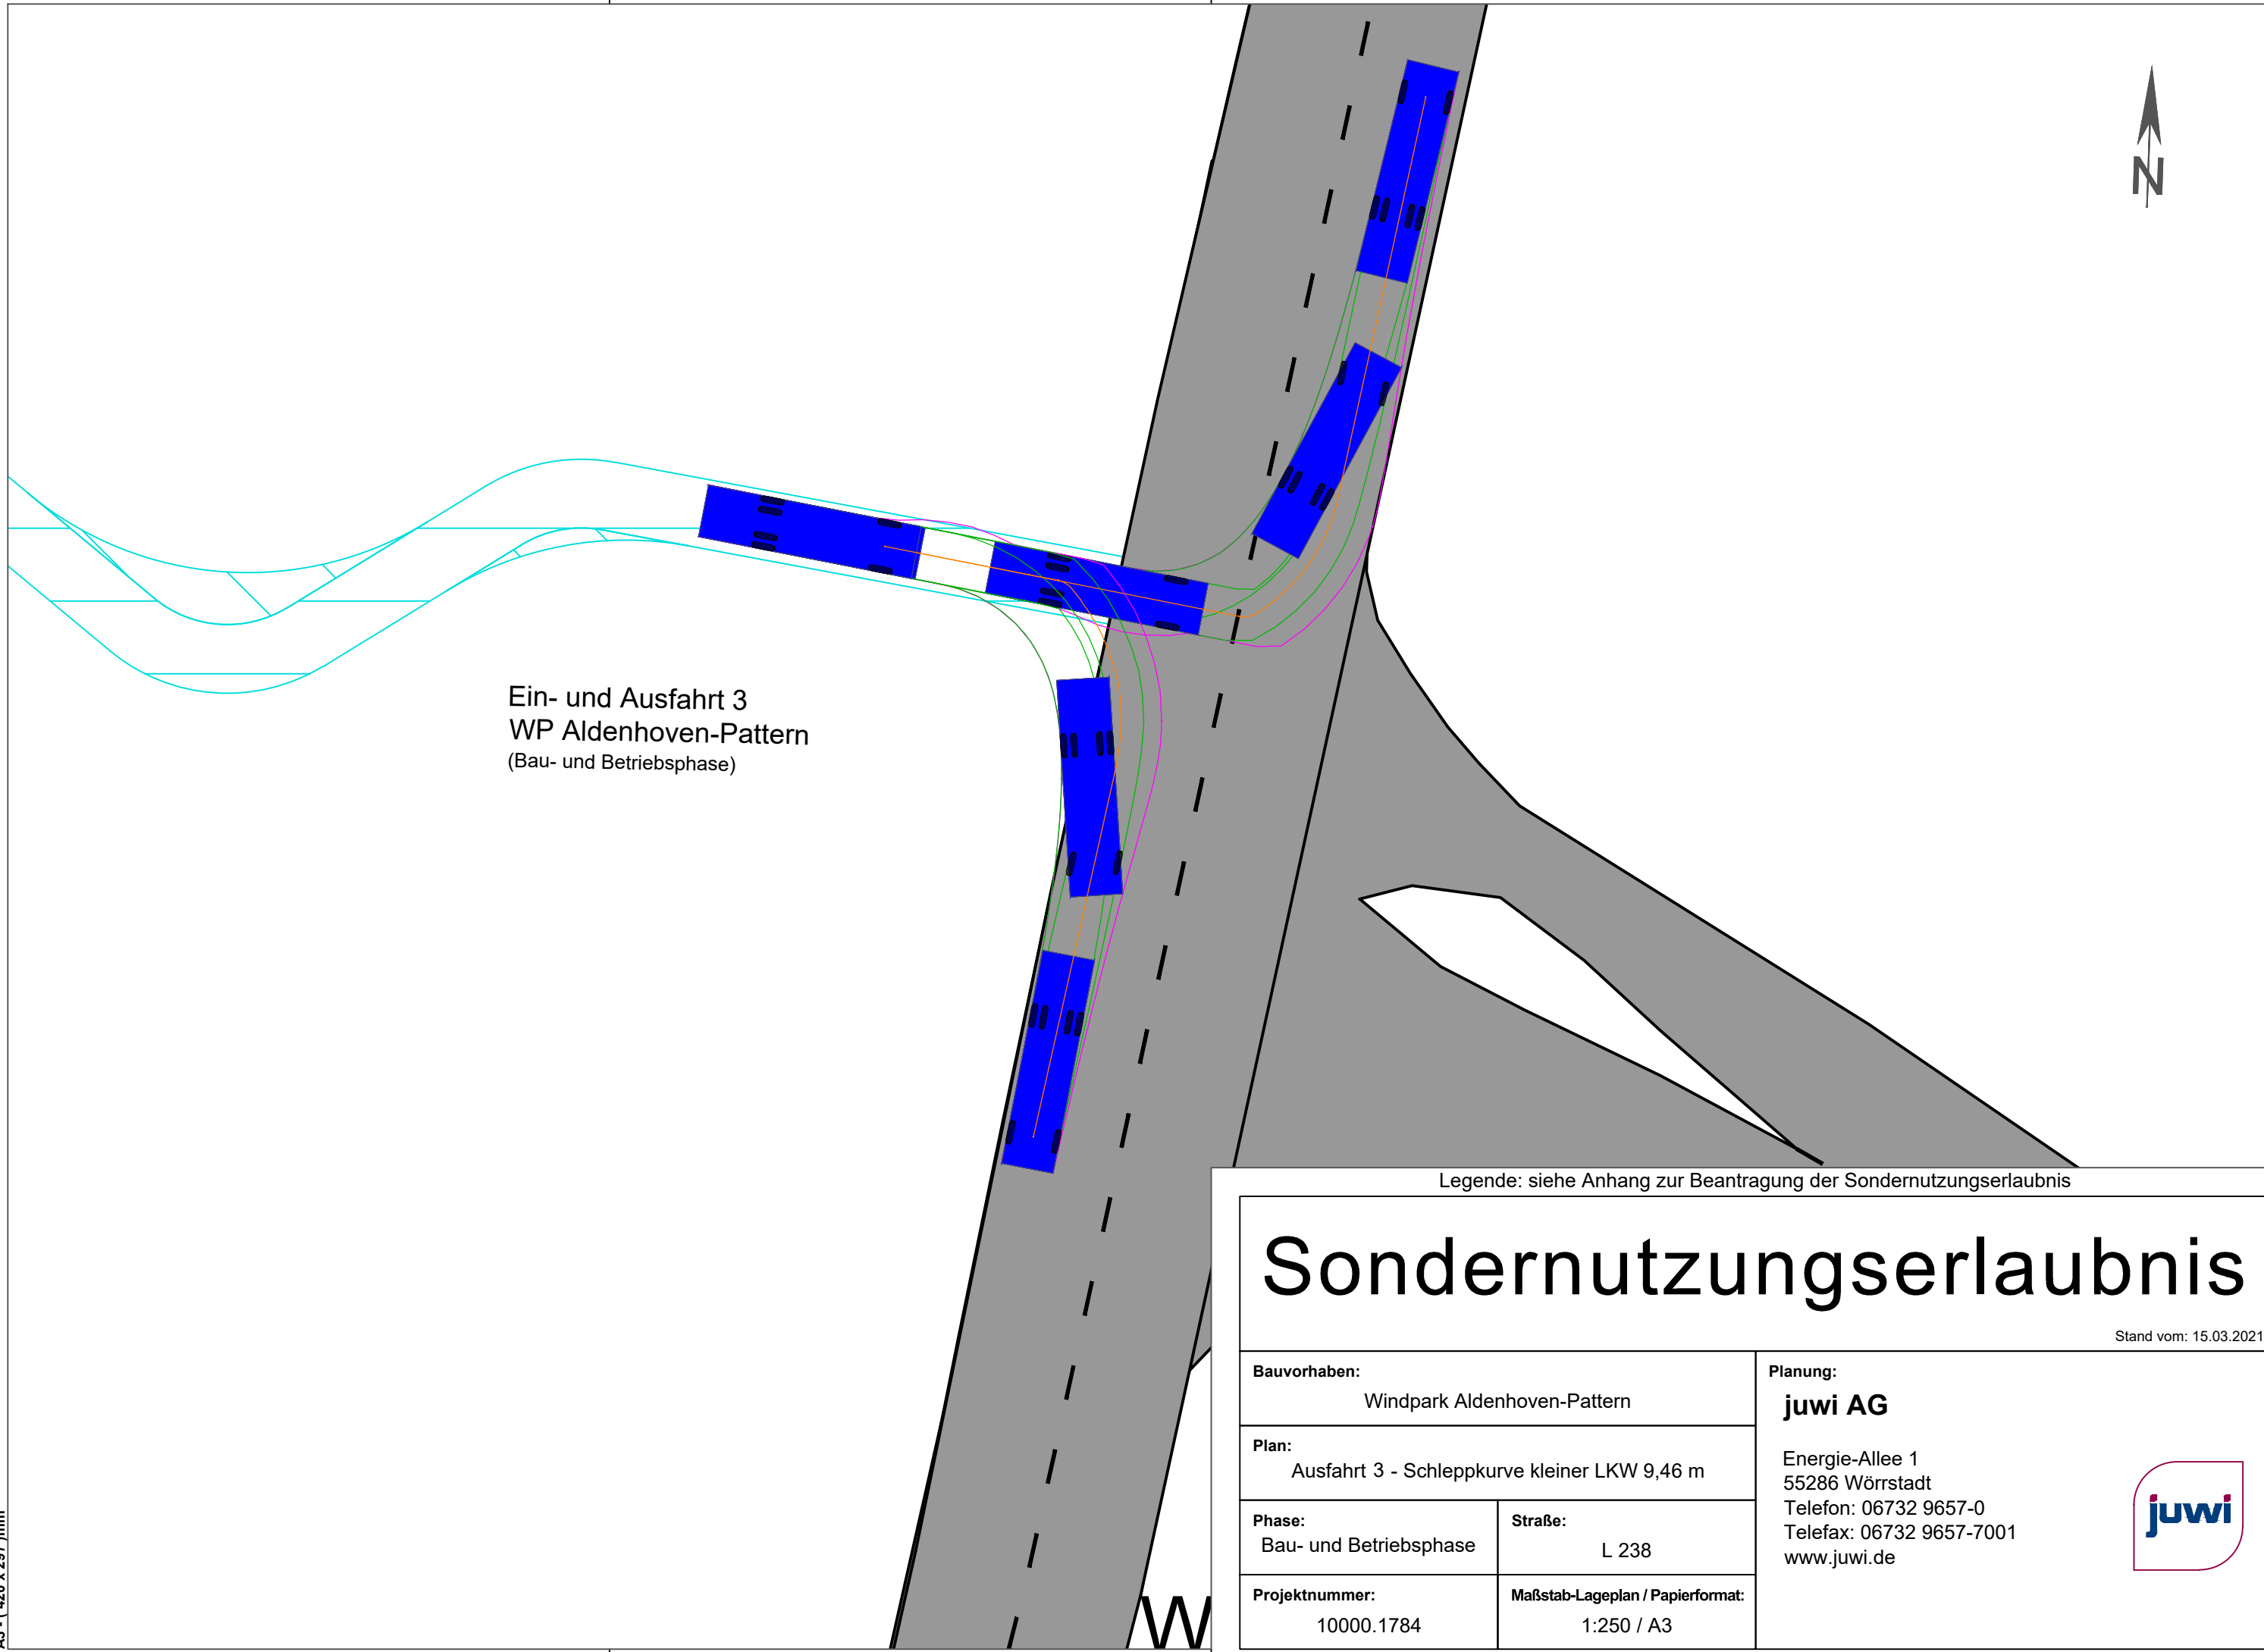 N
Ein- und Ausfahrt 3
WP Aldenhoven-Pattern
(Bau- und Betriebsphase)
Legende: siehe Anhang zur Beantragung der Sondernutzungserlaubnis
Sondernutzungserlaubnis
Stand vom: 15.03.2021
Bauvorhaben:
Windpark Aldenhoven-Pattern
Plan:
Ausfahrt 3 - Schleppkurve kleiner LKW 9,46 m
Phase:
Bau- und Betriebsphase
Straße:
L 238
Projektnummer:
10000.1784
Maßstab-Lageplan / Papierformat:
1:250 / A3
Planung:
juwi AG
Energie-Allee 1
55286 Wörrstadt
Telefon: 06732 9657-0
Telefax: 06732 9657-7001
www.juwi.de
juwi
W